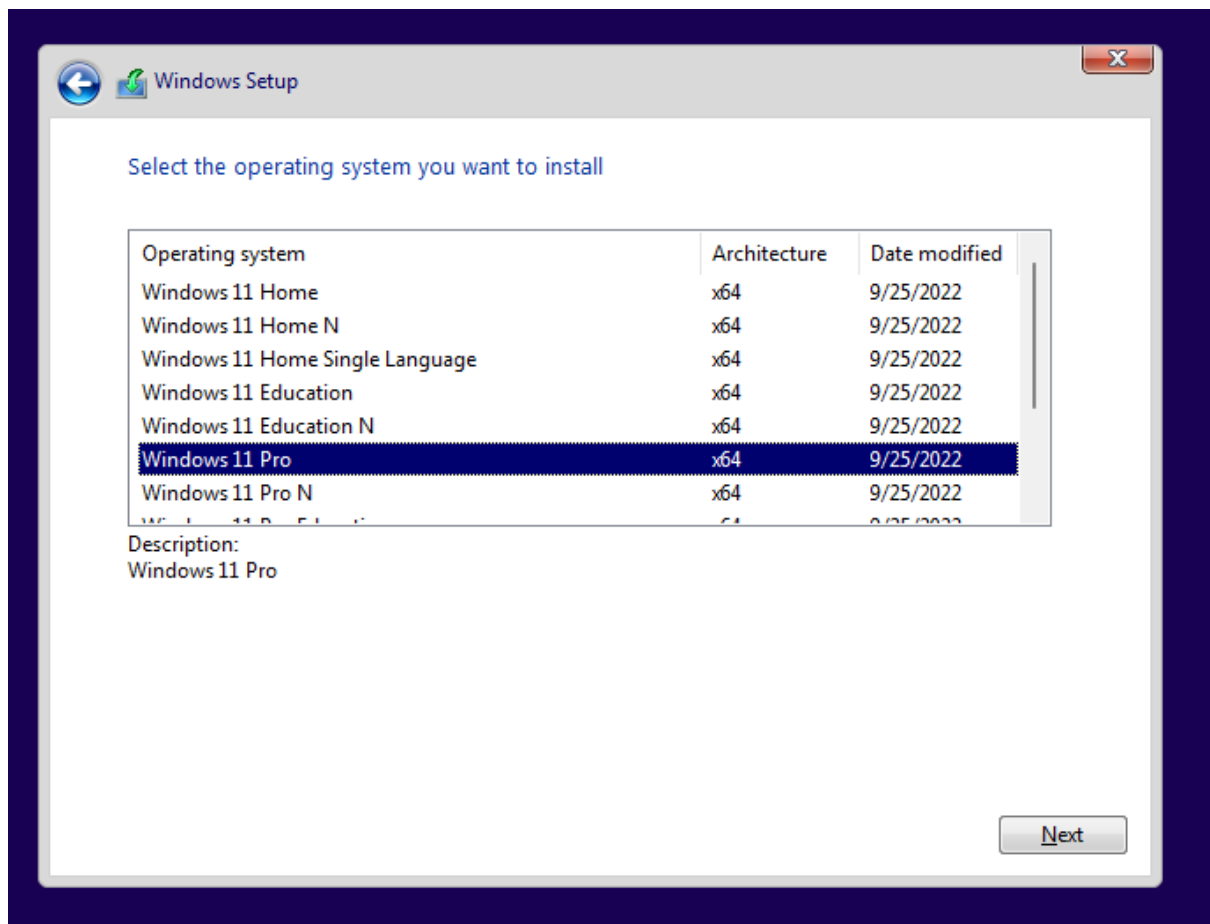 Windows Setup
Select the operating system you want to install
Operating system Architecture Date modified
Windows 11 Home x64 9/25/2022
Windows 11 Home N x64 9/25/2022
Windows 11 Home Single Language x64 9/25/2022
Windows 11 Education x64 9/25/2022
Windows 11 Education N x64 9/25/2022
Windows 11 Pro x64 9/25/2022
Windows 11 Pro N x64 9/25/2022
Description:
Windows 11 Pro
Next